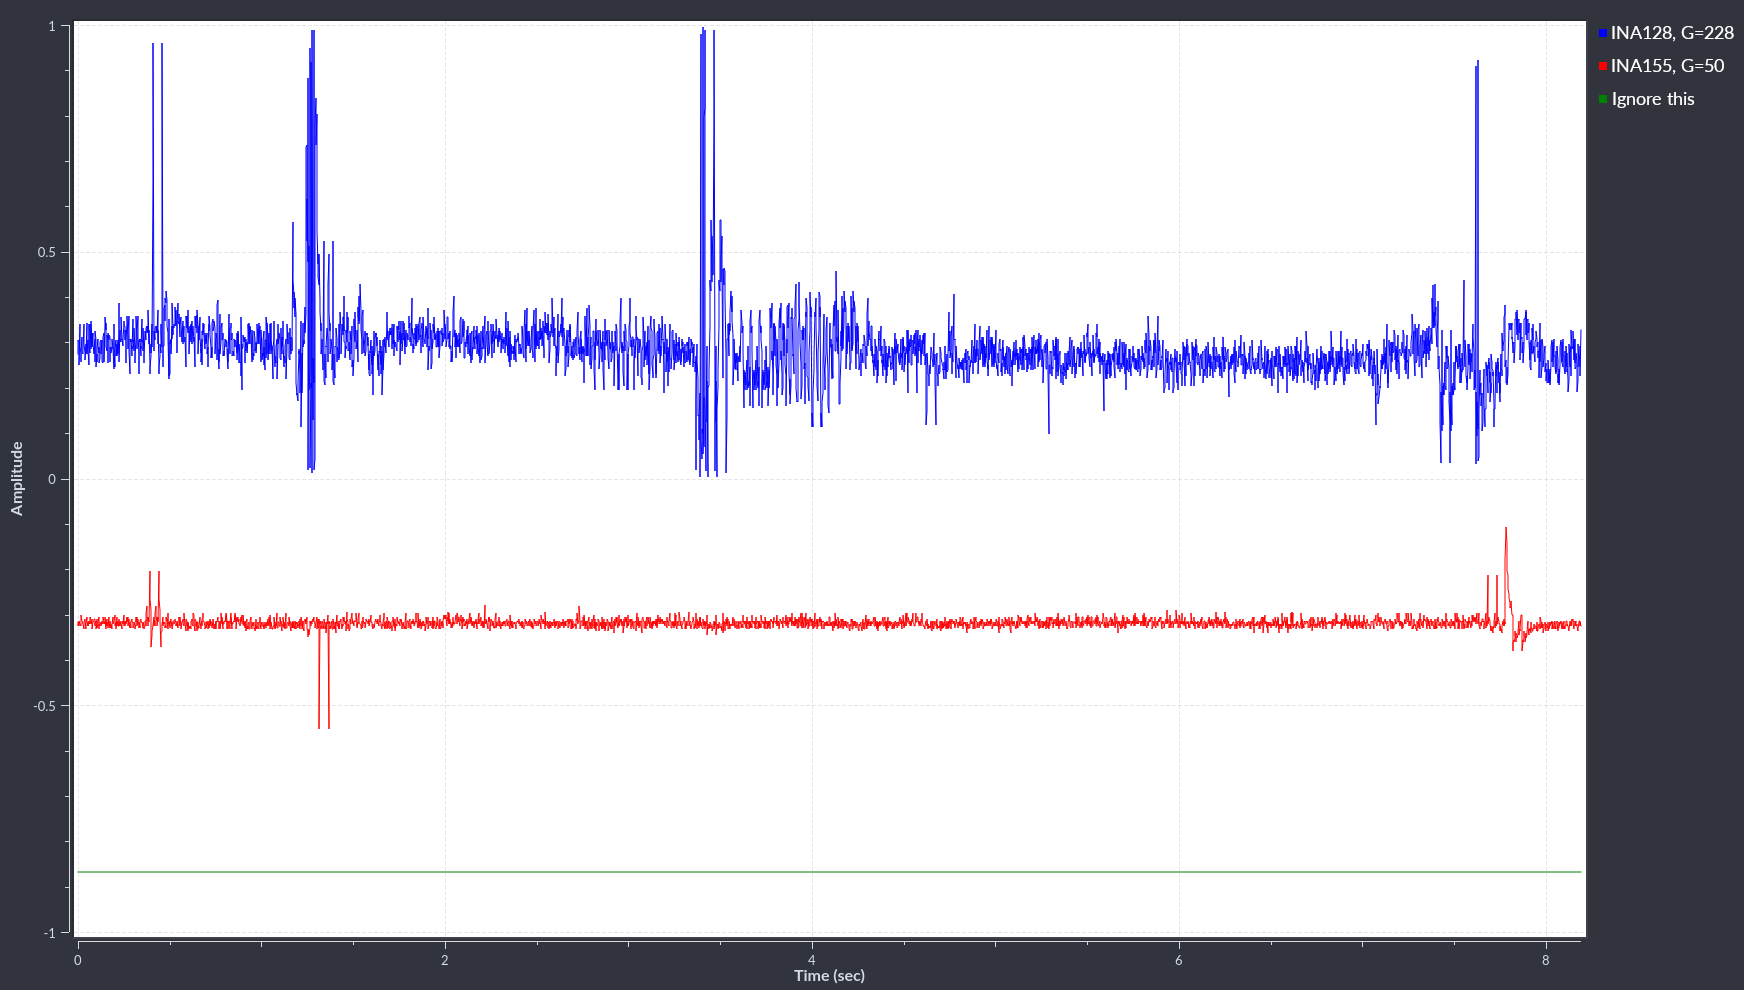 INA128, G=228
INA155, G=50
Ignore this
1
0.5
0
-0.5
-1
Amplitude
0 2 4 6 8
Time (sec)